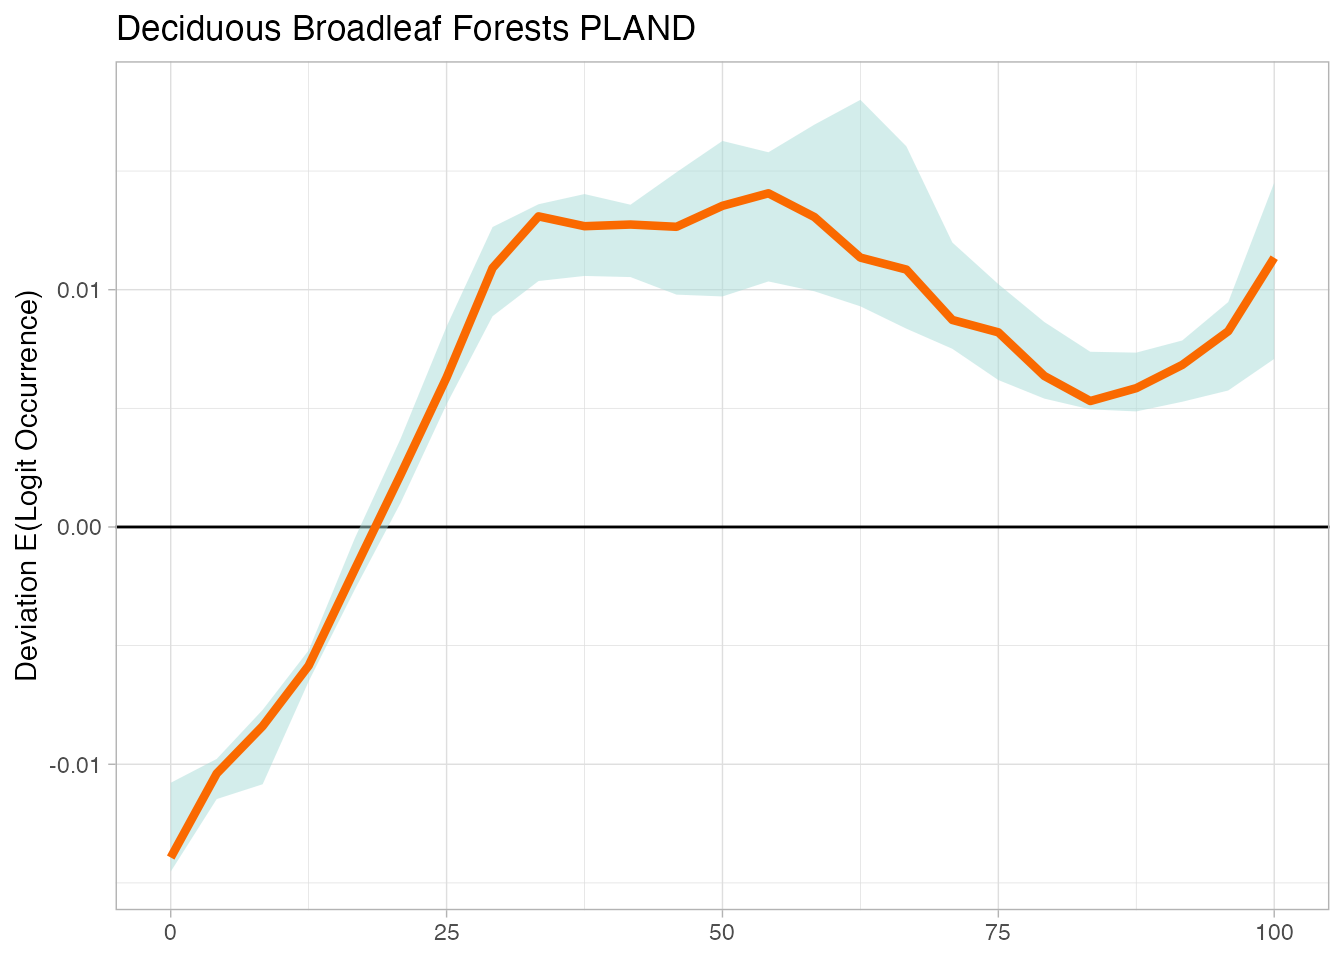 Deciduous Broadleaf Forests PLAND
Deviation E(Logit Occurrence)
0.01
0.00
-0.01
0 25 50 75 100